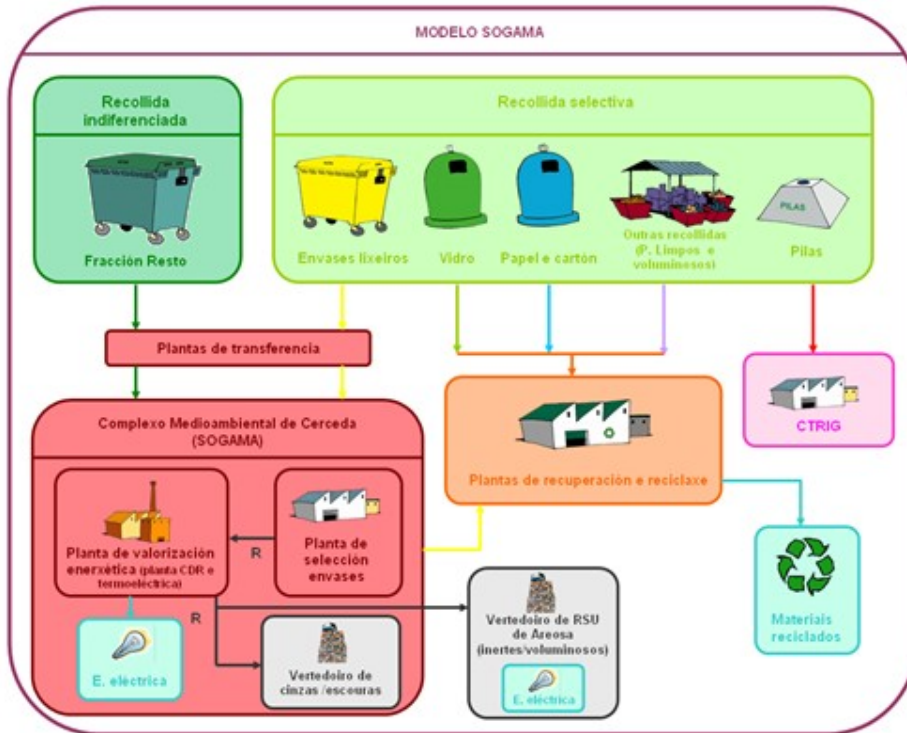 MODELO SOGAMA
Recollida
indiferenciada
Fracción Resto
Recollida selectiva
Envases lixeiros
Vidro
Papel e cartón
Outras recollidas
(P. Limpos e
voluminosos)
PILAS
Pilas
Plantas de transferencia
Complexo Medioambiental de Cerceda
(SOGAMA)
Planta de valorización
enerxética (planta CDR e
termoeléctrica)
R
Planta de
selección
envases
Plantas de recuperación e reciclaxe
CTRIG
E. eléctrica
R
Vertedoiro de
cinzas /escouras
Vertedoiro de RSU
de Areosa
(inertes/voluminosos)
E. eléctrica
Materiais
reciclados